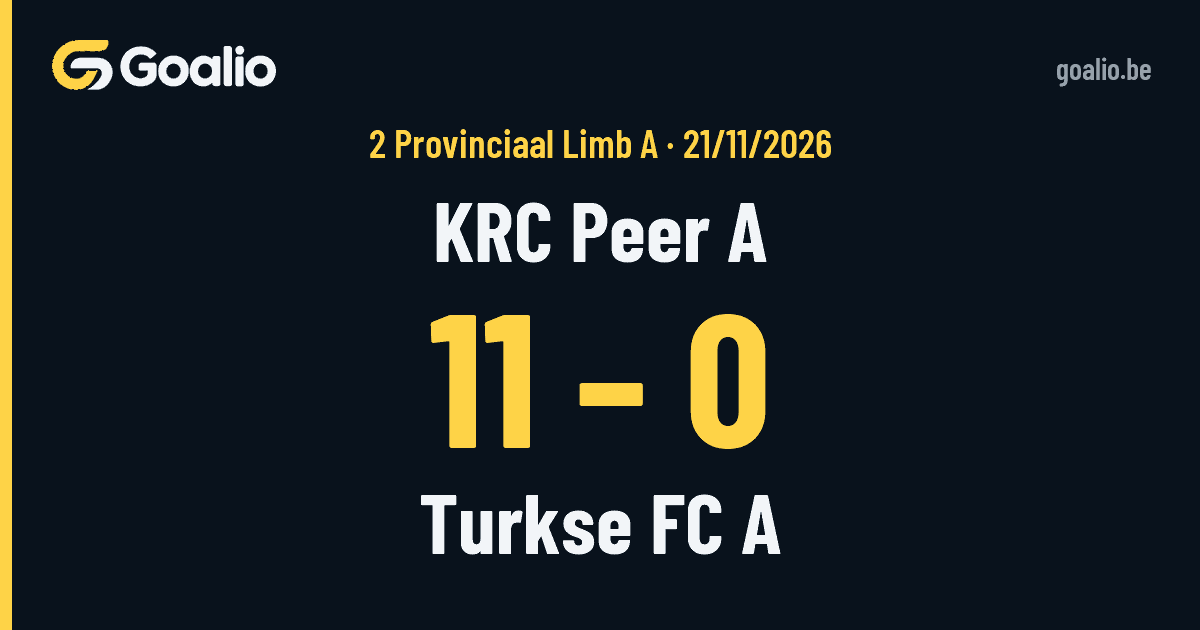 Goalio
goalio.be
2 Provinciaal Limb A · 21/11/2026
KRC Peer A
11 – 0
Turkse FC A